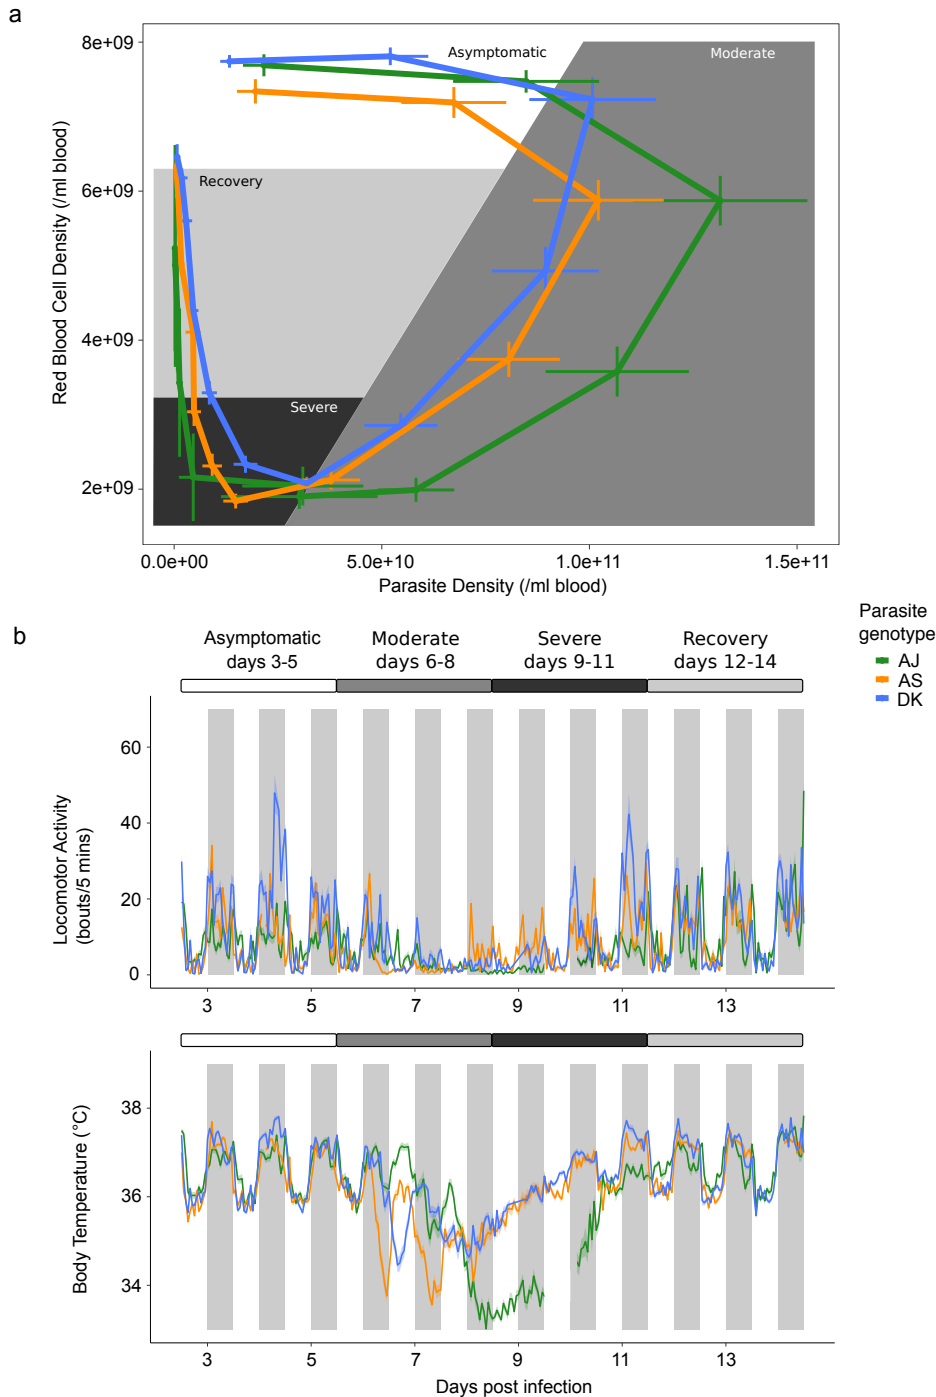 a
8e+09
Asymptomatic
Moderate
6e+09
Recovery
Red Blood Cell Density (/ml blood)
4e+09
Severe
2e+09
0.0e+00
5.0e+10
1.0e+11
1.5e+11
Parasite Density (/ml blood)
b
Asymptomatic
days 3-5
Moderate
days 6-8
Severe
days 9-11
Recovery
days 12-14
Parasite
genotype
AJ
AS
DK
Locomotor Activity
(bouts/5 mins)
60
40
20
0
3
5
7
9
11
13
Body Temperature (°C)
38
36
34
3
5
7
9
11
13
Days post infection